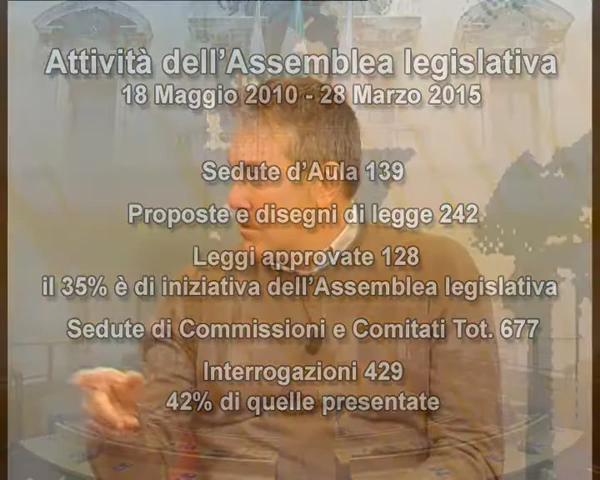 Attività dell'Assemblea legislativa
18 Maggio 2010 - 28 Marzo 2015
Sedute d'Aula 139
Proposte e disegni di legge 242
Leggi approvate 128
il 35% è di iniziativa dell'Assemblea legislativa
Sedute di Commissioni e Comitati Tot. 677
Interrogazioni 429
42% di quelle presentate